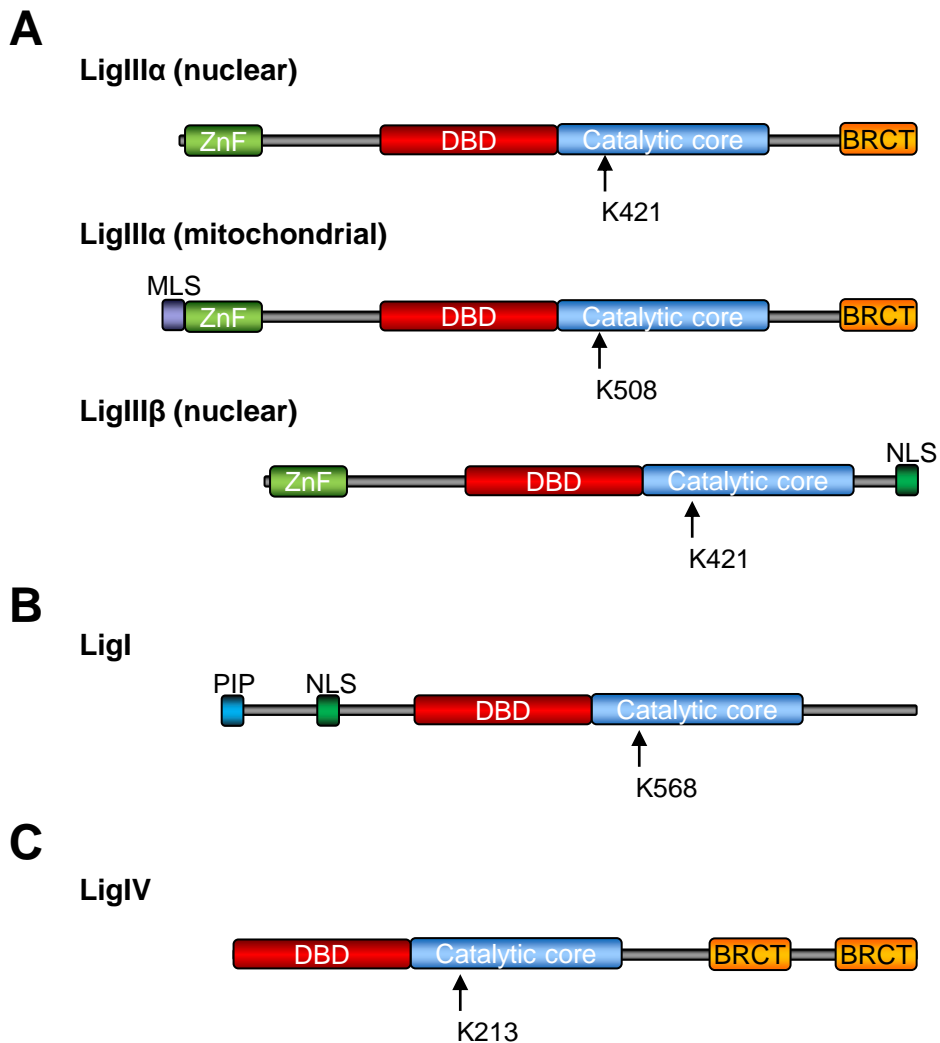 A
LigIIIα (nuclear)
ZnF DBD Catalytic core BRCT
K421
LigIIIα (mitochondrial)
MLS
ZnF DBD Catalytic core BRCT
K508
LigIIIβ (nuclear)
NLS
ZnF DBD Catalytic core
K421
B
LigI
PIP NLS
DBD Catalytic core
K568
C
LigIV
DBD Catalytic core BRCT BRCT
K213